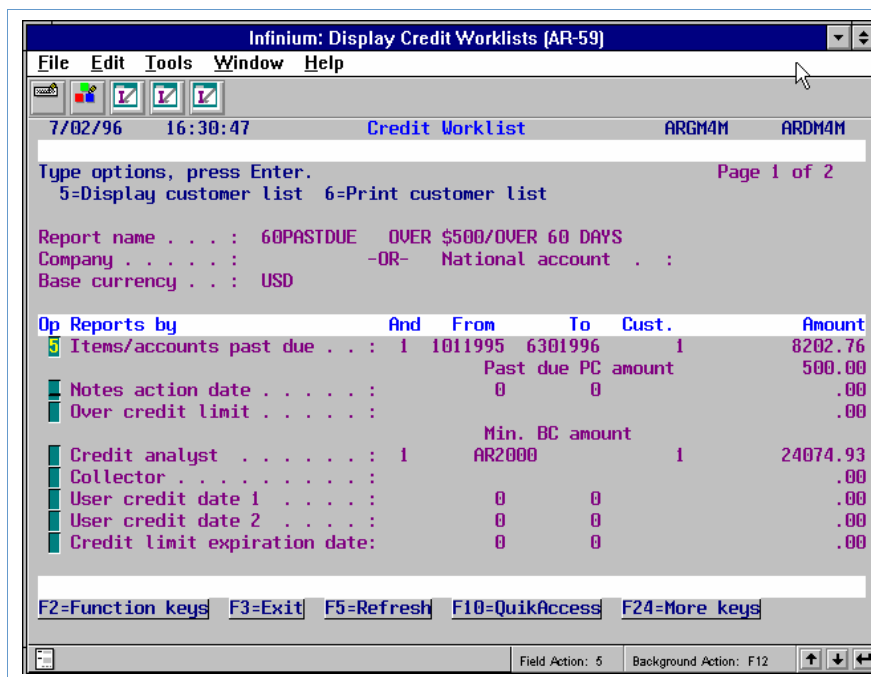 Infinium: Display Credit Worklists (AR-59)
File Edit Tools Window Help
7/02/96 16:30:47 Credit Worklist ARGM4M ARDM4M
Type options, press Enter. Page 1 of 2
5=Display customer list 6=Print customer list
Report name . . . : 60PASTDUE OVER $500/OVER 60 DAYS
Company . . . . . : -OR- National account . :
Base currency . . : USD
Op Reports by And From To Cust. Amount
5 Items/accounts past due . . : 1 1011995 6301996 1 8202.76
Past due PC amount 500.00
Notes action date . . . . . : 0 0 .00
Over credit limit . . . . . : .00
Min. BC amount
Credit analyst . . . . . . : 1 AR2000 1 24074.93
Collector . . . . . . . . . : .00
User credit date 1 . . . . : 0 0 .00
User credit date 2 . . . . : 0 0 .00
Credit limit expiration date: 0 0 .00
F2=Function keys F3=Exit F5=Refresh F10=QuikAccess F24=More keys
Field Action: 5 Background Action: F12